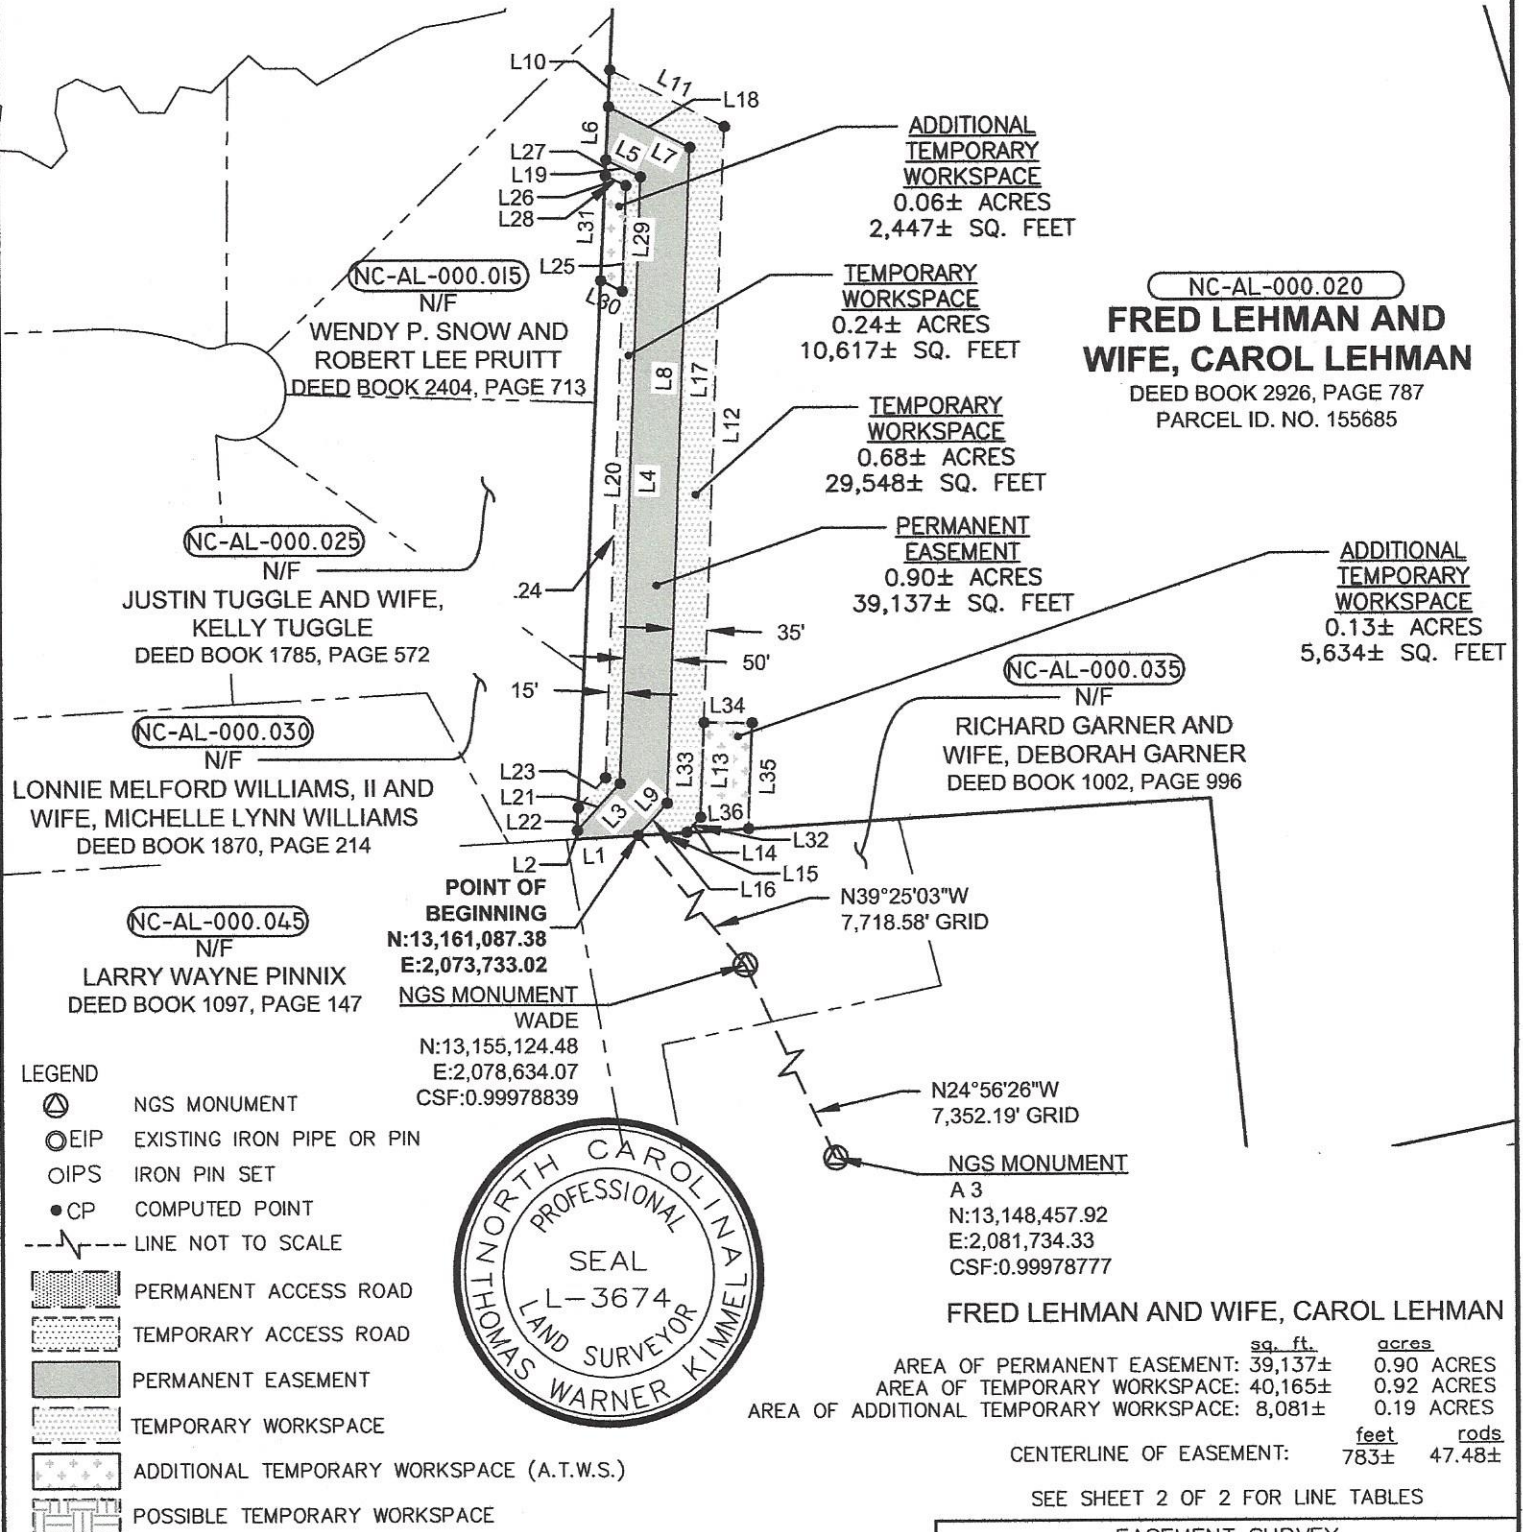 L10
L11
L18
L6
L27
L5
L7
L19
L26
L28
L31
L29
L25
L30
ADDITIONAL
TEMPORARY
WORKSPACE
0.06± ACRES
2,447± SQ. FEET
TEMPORARY
WORKSPACE
0.24± ACRES
10,617± SQ. FEET
TEMPORARY
WORKSPACE
0.68± ACRES
29,548± SQ. FEET
PERMANENT
EASEMENT
0.90± ACRES
39,137± SQ. FEET
ADDITIONAL
TEMPORARY
WORKSPACE
0.13± ACRES
5,634± SQ. FEET
NC-AL-000.020
FRED LEHMAN AND
WIFE, CAROL LEHMAN
DEED BOOK 2926, PAGE 787
PARCEL ID. NO. 155685
NC-AL-000.015
N/F
WENDY P. SNOW AND
ROBERT LEE PRUITT
DEED BOOK 2404, PAGE 713
L8
L17
L12
L20
L4
.24
35'
50'
15'
NC-AL-000.025
N/F
JUSTIN TUGGLE AND WIFE,
KELLY TUGGLE
DEED BOOK 1785, PAGE 572
NC-AL-000.030
N/F
LONNIE MELFORD WILLIAMS, II AND
WIFE, MICHELLE LYNN WILLIAMS
DEED BOOK 1870, PAGE 214
NC-AL-000.035
N/F
RICHARD GARNER AND
WIFE, DEBORAH GARNER
DEED BOOK 1002, PAGE 996
L34
L33
L13
L35
L23
L21
L22
L3
L9
L36
L2
L1
L32
L14
L15
L16
POINT OF
BEGINNING
N:13,161,087.38
E:2,073,733.02
N39°25'03"W
7,718.58' GRID
NC-AL-000.045
N/F
LARRY WAYNE PINNIX
DEED BOOK 1097, PAGE 147
NGS MONUMENT
WADE
N:13,155,124.48
E:2,078,634.07
CSF:0.99978839
N24°56'26"W
7,352.19' GRID
NGS MONUMENT
A 3
N:13,148,457.92
E:2,081,734.33
CSF:0.99978777
LEGEND
NGS MONUMENT
EIP EXISTING IRON PIPE OR PIN
IPS IRON PIN SET
CP COMPUTED POINT
LINE NOT TO SCALE
PERMANENT ACCESS ROAD
TEMPORARY ACCESS ROAD
PERMANENT EASEMENT
TEMPORARY WORKSPACE
ADDITIONAL TEMPORARY WORKSPACE (A.T.W.S.)
POSSIBLE TEMPORARY WORKSPACE
NORTH CAROLINA
PROFESSIONAL
SEAL
L-3674
LAND SURVEYOR
THOMAS WARNER KIMMEL
FRED LEHMAN AND WIFE, CAROL LEHMAN
sq. ft. acres
AREA OF PERMANENT EASEMENT: 39,137± 0.90 ACRES
AREA OF TEMPORARY WORKSPACE: 40,165± 0.92 ACRES
AREA OF ADDITIONAL TEMPORARY WORKSPACE: 8,081± 0.19 ACRES
feet rods
CENTERLINE OF EASEMENT: 783± 47.48±
SEE SHEET 2 OF 2 FOR LINE TABLES
EASEMENT SURVEY